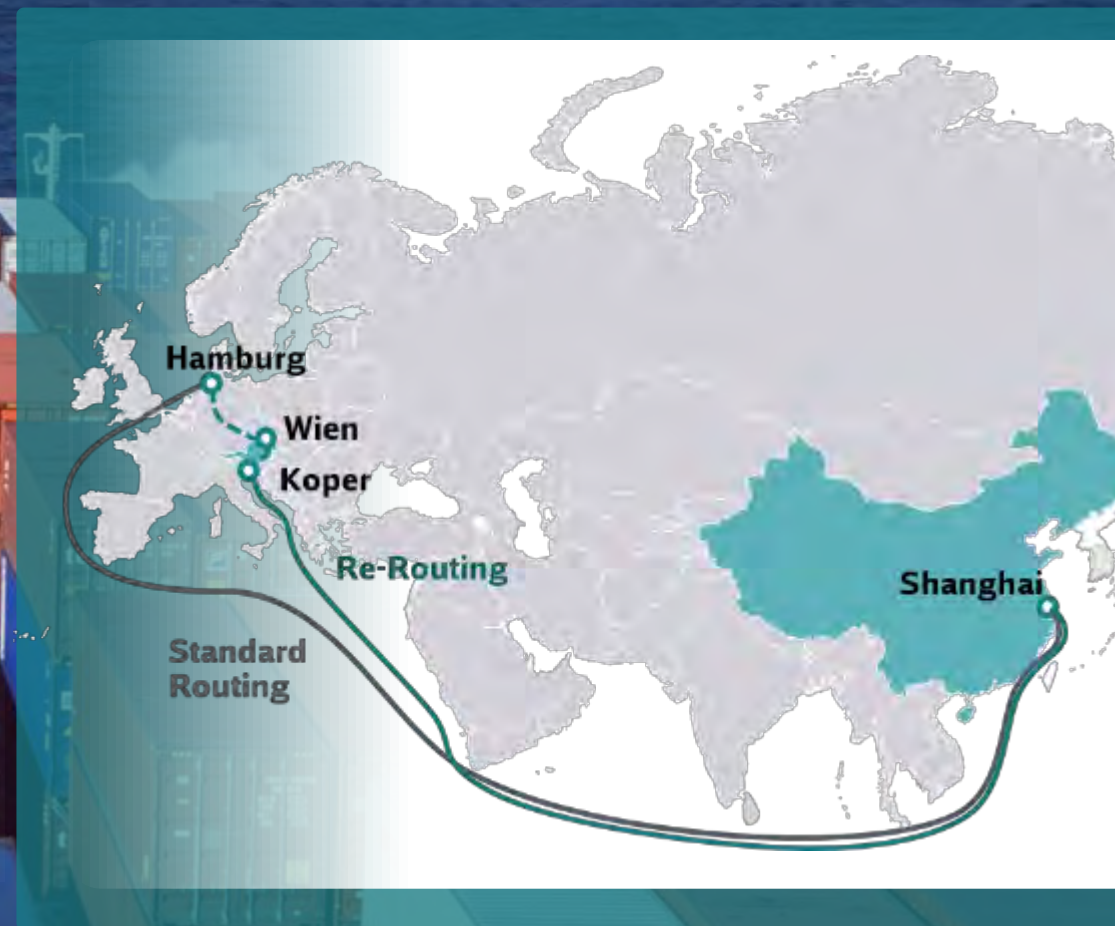 Hamburg
Wien
Koper
Re-Routing
Shanghai
Standard
Routing